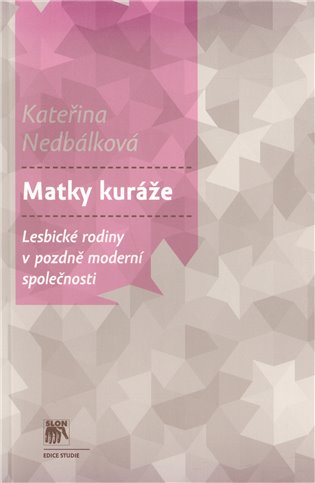 Kateřina
Nedbálková
Matky kuráže
Lesbické rodiny
v pozdně moderní
společnosti
SLON
EDICE STUDIE